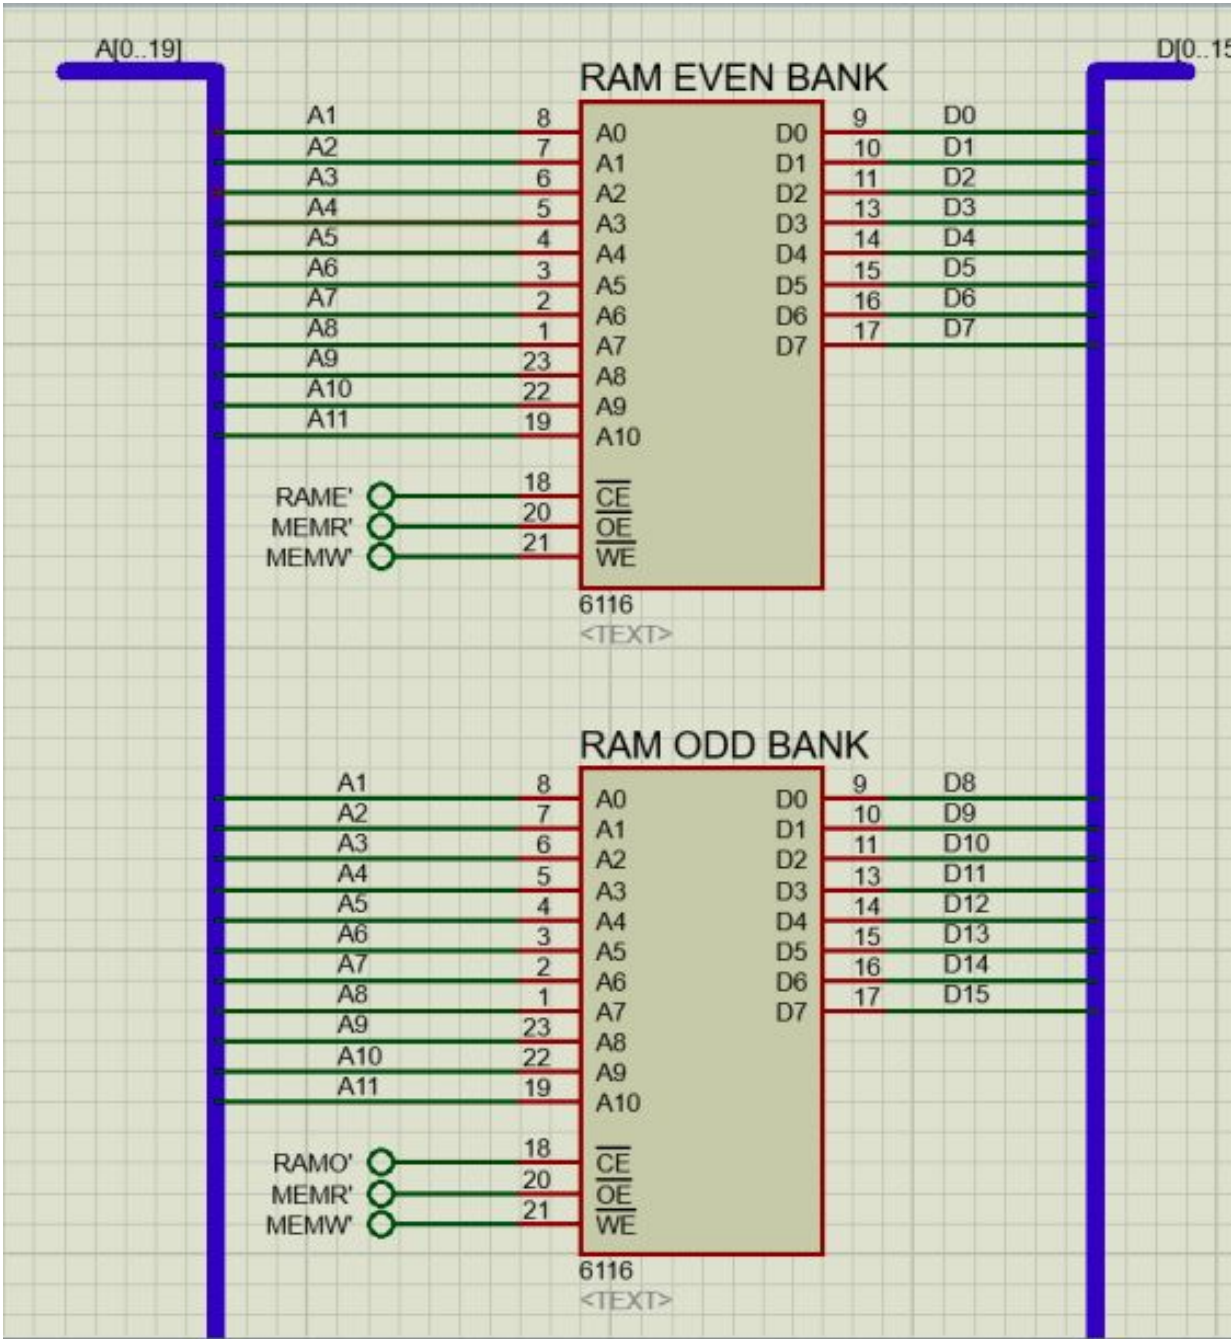 A[0..19]
D[0..15
RAM EVEN BANK
A1 8 A0 D0 9 D0
A2 7 A1 D1 10 D1
A3 6 A2 D2 11 D2
A4 5 A3 D3 13 D3
A5 4 A4 D4 14 D4
A6 3 A5 D5 15 D5
A7 2 A6 D6 16 D6
A8 1 A7 D7 17 D7
A9 23 A8
A10 22 A9
A11 19 A10
RAME' 18 CE
MEMR' 20 OE
MEMW' 21 WE
6116
<TEXT>
RAM ODD BANK
A1 8 A0 D0 9 D8
A2 7 A1 D1 10 D9
A3 6 A2 D2 11 D10
A4 5 A3 D3 13 D11
A5 4 A4 D4 14 D12
A6 3 A5 D5 15 D13
A7 2 A6 D6 16 D14
A8 1 A7 D7 17 D15
A9 23 A8
A10 22 A9
A11 19 A10
RAMO' 18 CE
MEMR' 20 OE
MEMW' 21 WE
6116
<TEXT>